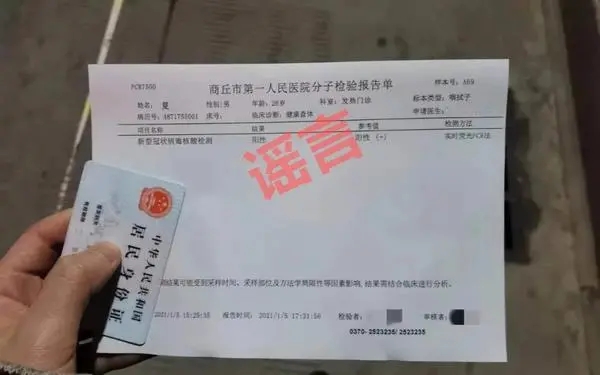 PCR7500 商丘市第一人民医院分子检验报告单 样本号: A69
姓名: 夏 性别:男 年龄: 26岁 科室: 发热门诊 标本类型: 咽拭子
病历号: 4871755001 床号: 临床诊断: 健康查体 申请医生:
项目名称 结果 参考值 检测方法
新型冠状病毒核酸检测 阳性 阳性 (+) 实时荧光PCR法
谣言
中华人民共和国
居民身份证
结果可能受到采样时间、采样部位及方法学局限性等因素影响, 结果需结合临床进行分析。
2021/1/5 15:25:35 报告时间: 2021/1/5 17:31:56 检验者: 审核者:
0370-2523235/2523235